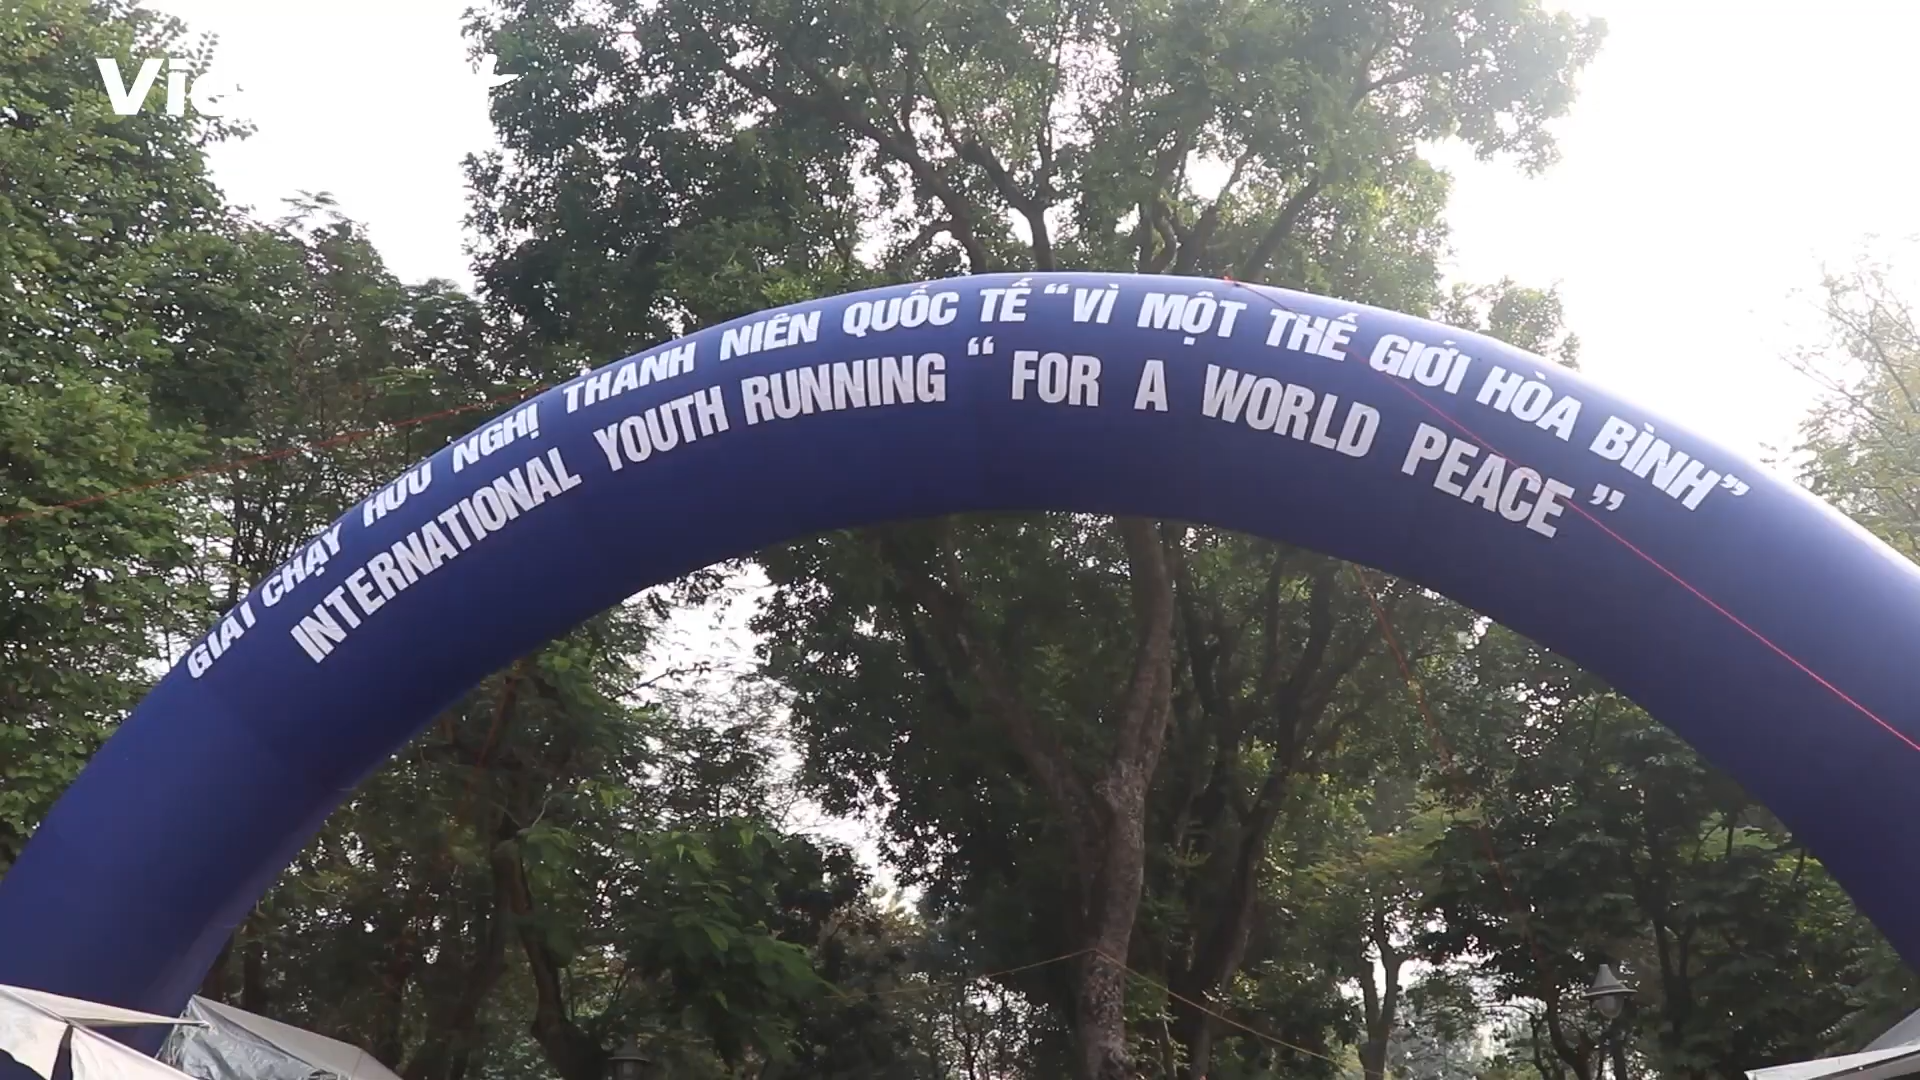 GIẢI CHẠY HỮU NGHỊ THANH NIÊN QUỐC TẾ “VÌ MỘT THẾ GIỚI HÒA BÌNH”
INTERNATIONAL YOUTH RUNNING “ FOR A WORLD PEACE ”